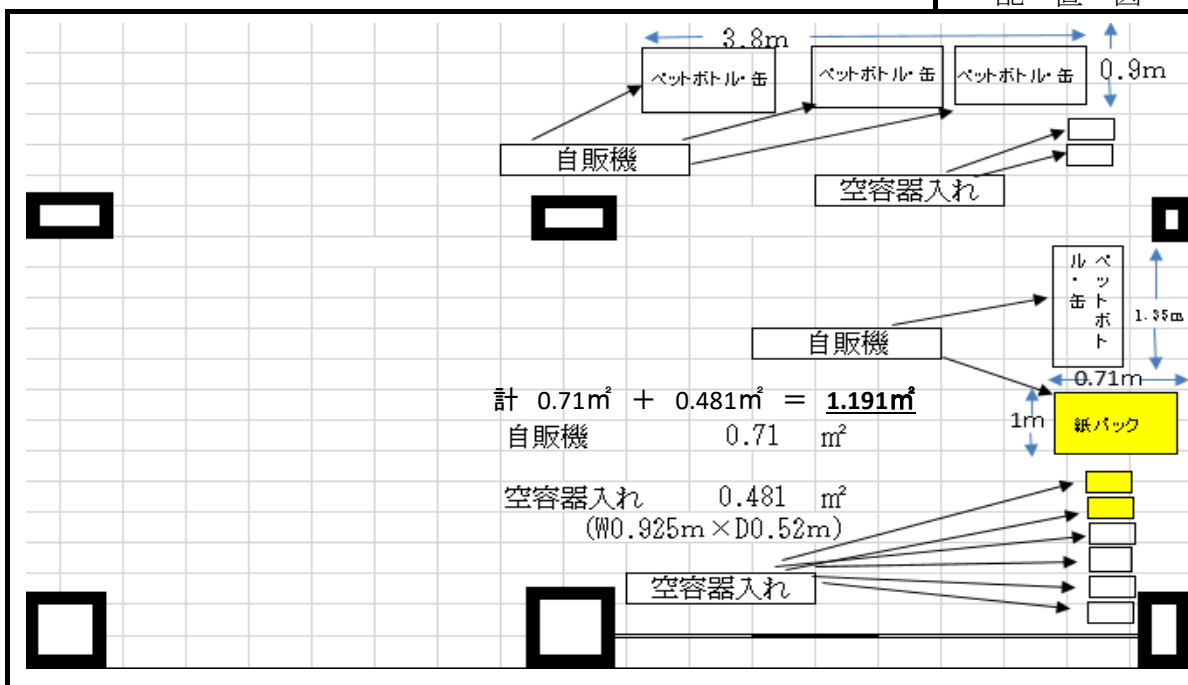 配 置 図
3.8m
0.9m
ペットボトル・缶
ペットボトル・缶
ペットボトル・缶
自販機
空容器入れ
ペットボト
ル・缶
1.35m
自販機
0.71m
計 0.71㎡ + 0.481㎡ = 1.191㎡
1m
紙パック
自販機 0.71 ㎡
空容器入れ 0.481 ㎡
(W0.925m×D0.52m)
空容器入れ